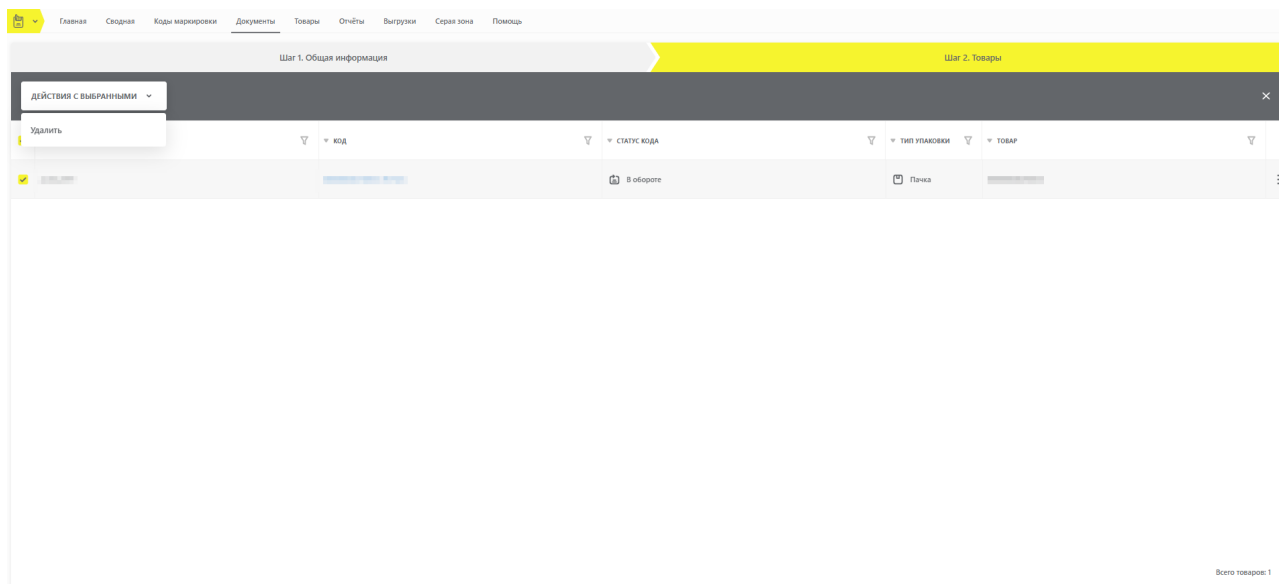 Главная Сводная Коды маркировки Документы Товары Отчёты Выгрузки Серая зона Помощь
Шаг 1. Общая информация Шаг 2. Товары
ДЕЙСТВИЯ С ВЫБРАННЫМИ
Удалить
КОД СТАТУС КОДА ТИП УПАКОВКИ ТОВАР
В обороте Пачка
Всего товаров: 1